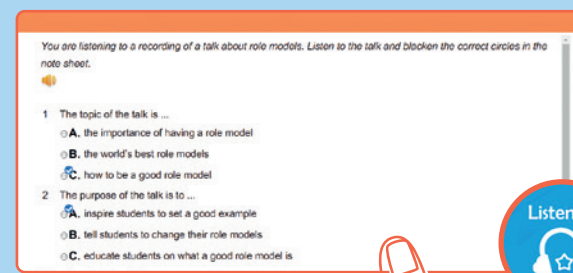 You are listening to a recording of a talk about role models. Listen to the talk and blacken the correct circles in the
note sheet.
1 The topic of the talk is ...
A. the importance of having a role model
B. the world's best role models
C. how to be a good role model
2 The purpose of the talk is to ...
A. inspire students to set a good example
B. tell students to change their role models
C. educate students on what a good role model is